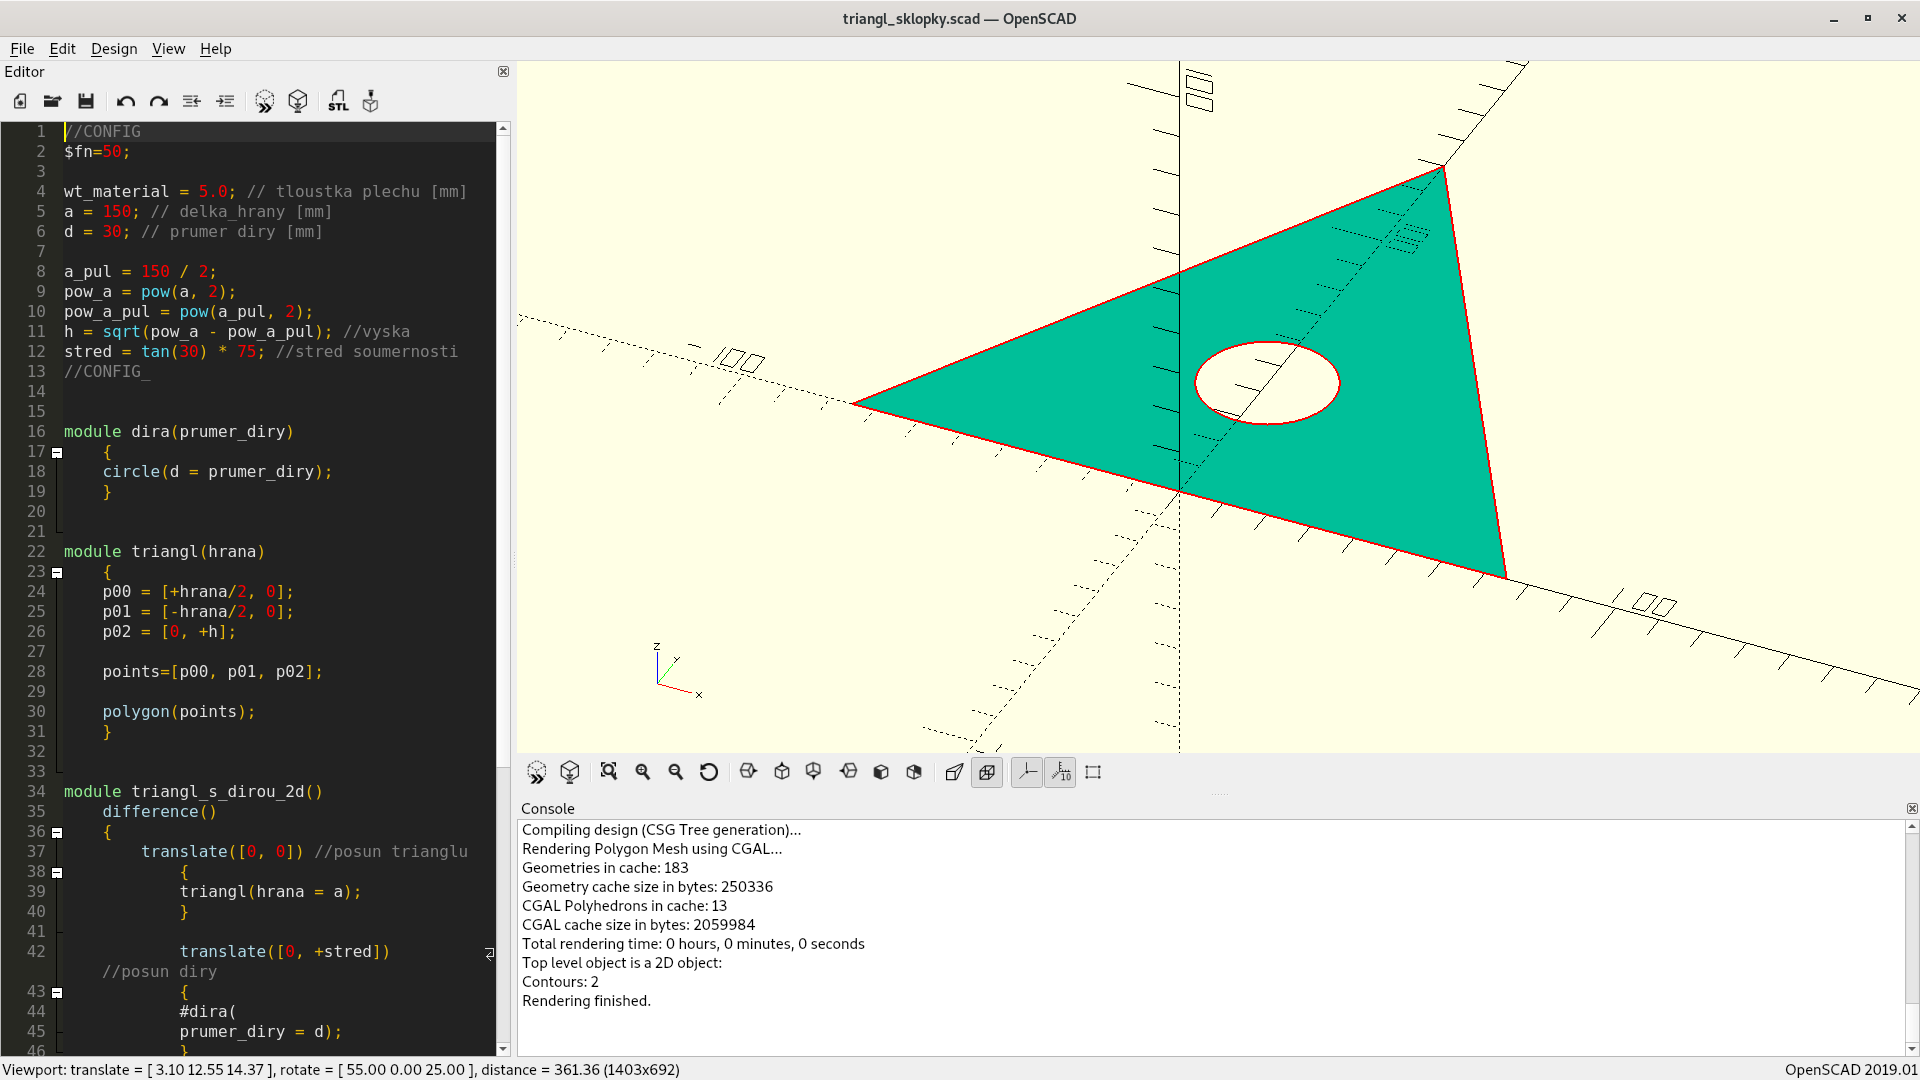 triangl_sklopky.scad — OpenSCAD
File Edit Design View Help
Editor
STL
1 //CONFIG
2 $fn=50;
3
4 wt_material = 5.0; // tloustka plechu [mm]
5 a = 150; // delka_hrany [mm]
6 d = 30; // prumer diry [mm]
7
8 a_pul = 150 / 2;
9 pow_a = pow(a, 2);
10 pow_a_pul = pow(a_pul, 2);
11 h = sqrt(pow_a - pow_a_pul); //vyska
12 stred = tan(30) * 75; //stred soumernosti
13 //CONFIG_
14
15
16 module dira(prumer_diry)
17 {
18 circle(d = prumer_diry);
19 }
20
21
22 module triangl(hrana)
23 {
24 p00 = [+hrana/2, 0];
25 p01 = [-hrana/2, 0];
26 p02 = [0, +h];
27
28 points=[p00, p01, p02];
29
30 polygon(points);
31 }
32
33
34 module triangl_s_dirou_2d()
35 difference()
36 {
37 translate([0, 0]) //posun trianglu
38 {
39 triangl(hrana = a);
40 }
41
42 translate([0, +stred])
//posun diry
43 {
44 #dira(
45 prumer_diry = d);
46 }
100
100
100
Z
Y
X
10
Console
Compiling design (CSG Tree generation)...
Rendering Polygon Mesh using CGAL...
Geometries in cache: 183
Geometry cache size in bytes: 250336
CGAL Polyhedrons in cache: 13
CGAL cache size in bytes: 2059984
Total rendering time: 0 hours, 0 minutes, 0 seconds
Top level object is a 2D object:
Contours: 2
Rendering finished.
Viewport: translate = [ 3.10 12.55 14.37 ], rotate = [ 55.00 0.00 25.00 ], distance = 361.36 (1403x692)
OpenSCAD 2019.01